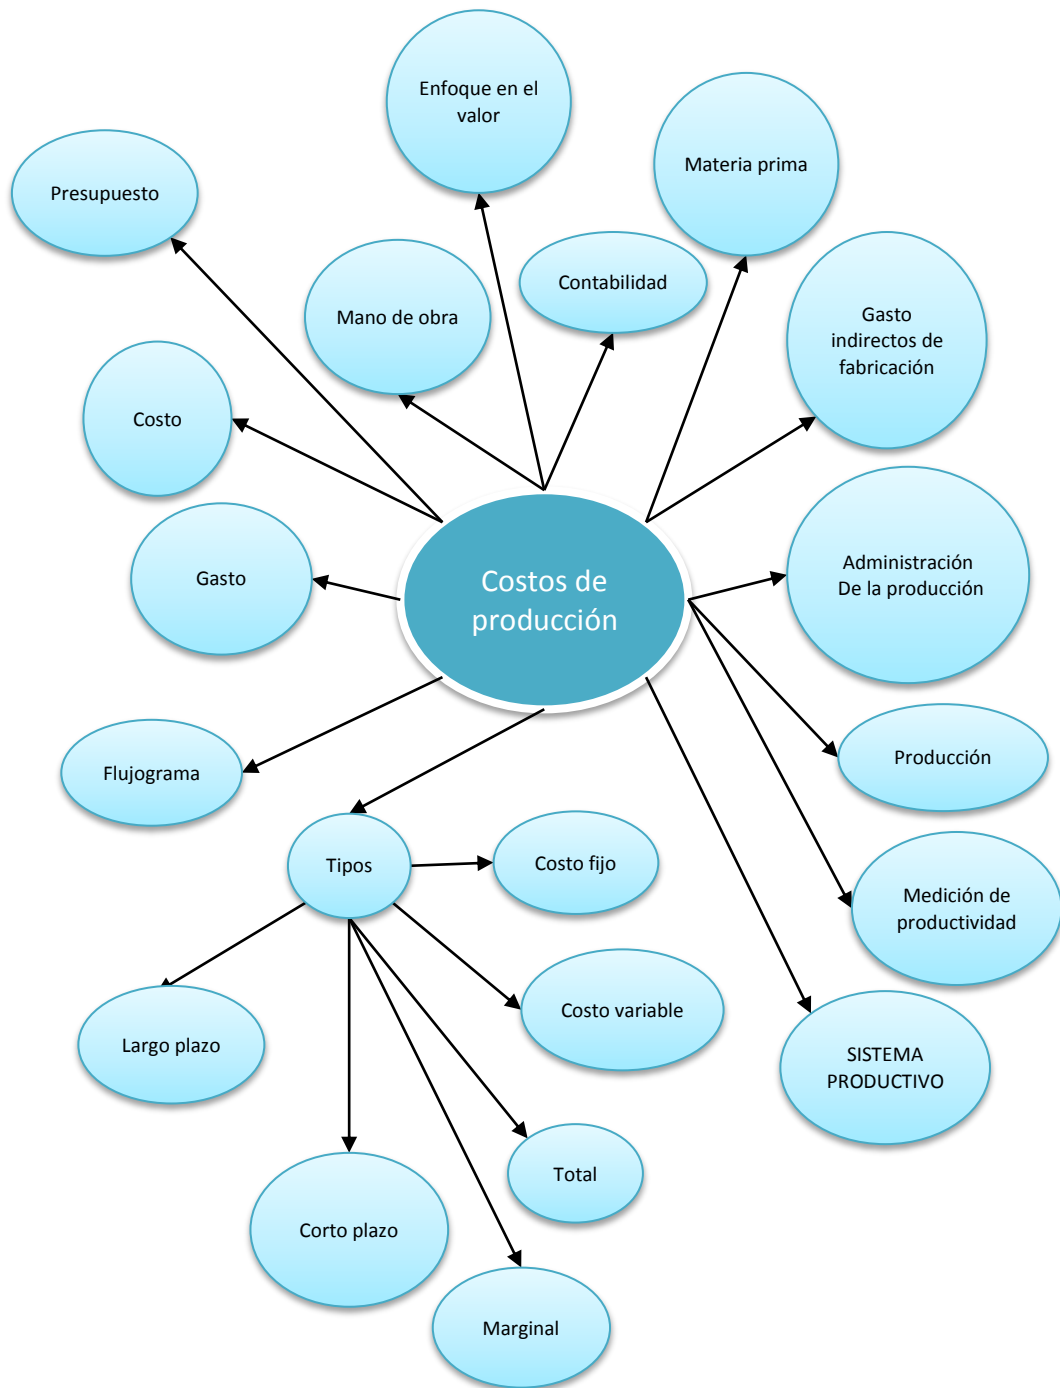 Enfoque en el
valor
Materia prima
Presupuesto
Contabilidad
Mano de obra
Gasto
indirectos de
fabricación
Costo
Administración
De la producción
Gasto
Costos de
producción
Producción
Flujograma
Tipos
Costo fijo
Medición de
productividad
Costo variable
Largo plazo
SISTEMA
PRODUCTIVO
Total
Corto plazo
Marginal